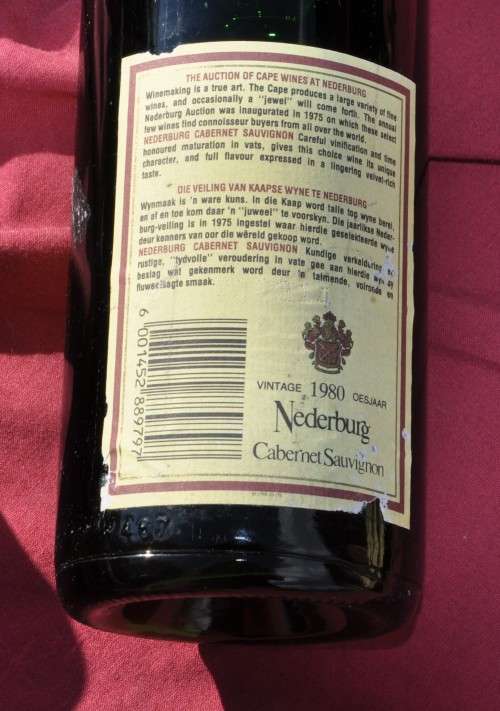 THE AUCTION OF CAPE WINES AT NEDERBURG
Winemaking is a true art. The Cape produces a large variety of fine
wines, and occasionally a "jewel" will come forth. The annual
Nederburg Auction was inaugurated in 1975 on which these select
few wines find connoisseur buyers from all over the world.
NEDERBURG CABERNET SAUVIGNON Careful vinification and time
honoured maturation in vats, gives this choice wine its unique
character, and full flavour expressed in a lingering velvet-rich
taste.
DIE VEILING VAN KAAPSE WYNE TE NEDERBURG
Wynmaak is 'n ware kuns. In die Kaap word talle top wyne berei,
en af en toe kom daar 'n "juweel" te voorskyn. Die jaarlikse Neder-
burg-veiling is in 1975 ingestel waar hierdie geselekteerde wyne
deur kenners van oor die wêreld gekoop word.
NEDERBURG CABERNET SAUVIGNON Kundige
rustige, "tydvolle" veroudering in vate gee aan hierdie wyn
beslag wat gekenmerk word deur 'n talmende, volronde en
smaak.
6 001452 889797
VINTAGE 1980 OESJAAR
Nederburg
Cabernet Sauvignon